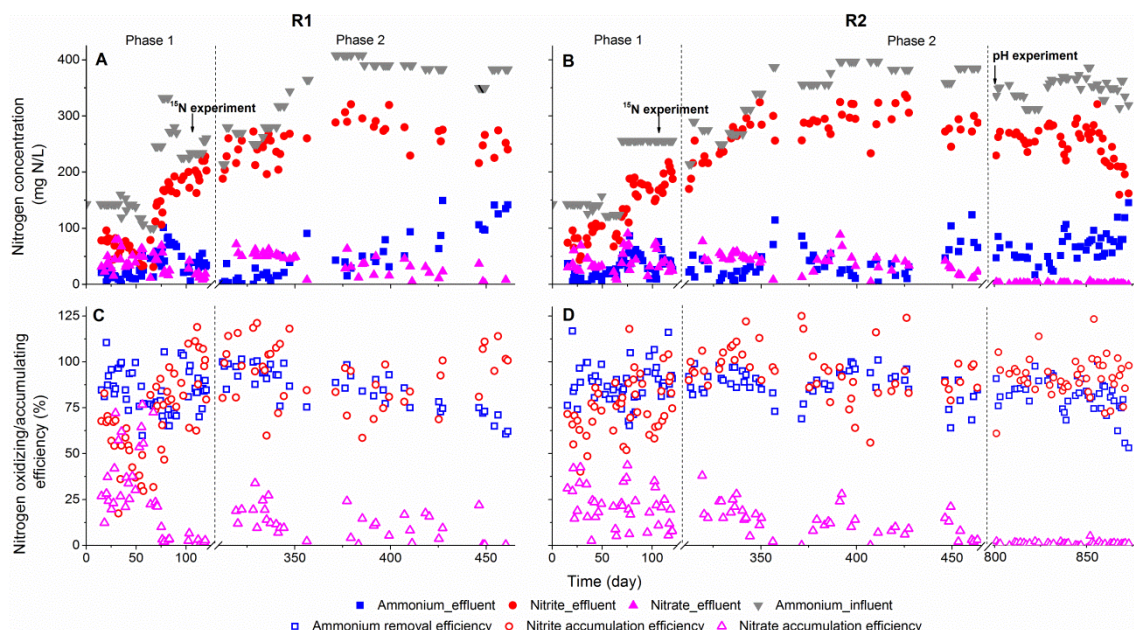 R1 R2
Phase 1 Phase 2 Phase 1 Phase 2
A B
pH experiment
¹⁵N experiment ¹⁵N experiment
Nitrogen concentration
(mg N/L)
400
300
200
100
0
C D
Nitrogen oxidizing/accumulating
efficiency (%)
125
100
75
50
25
0
0 50 100 350 400 450 0 50 100 350 400 450 800 850
Time (day)
Ammonium_effluent Nitrite_effluent Nitrate_effluent Ammonium_influent
Ammonium removal efficiency Nitrite accumulation efficiency Nitrate accumulation efficiency